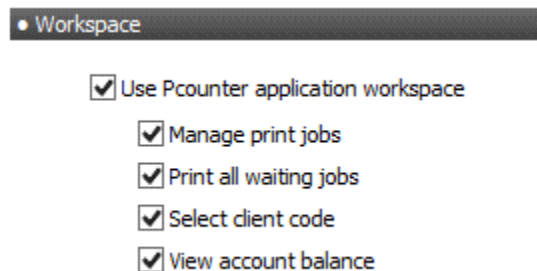 • Workspace
Use Pcounter application workspace
Manage print jobs
Print all waiting jobs
Select client code
View account balance